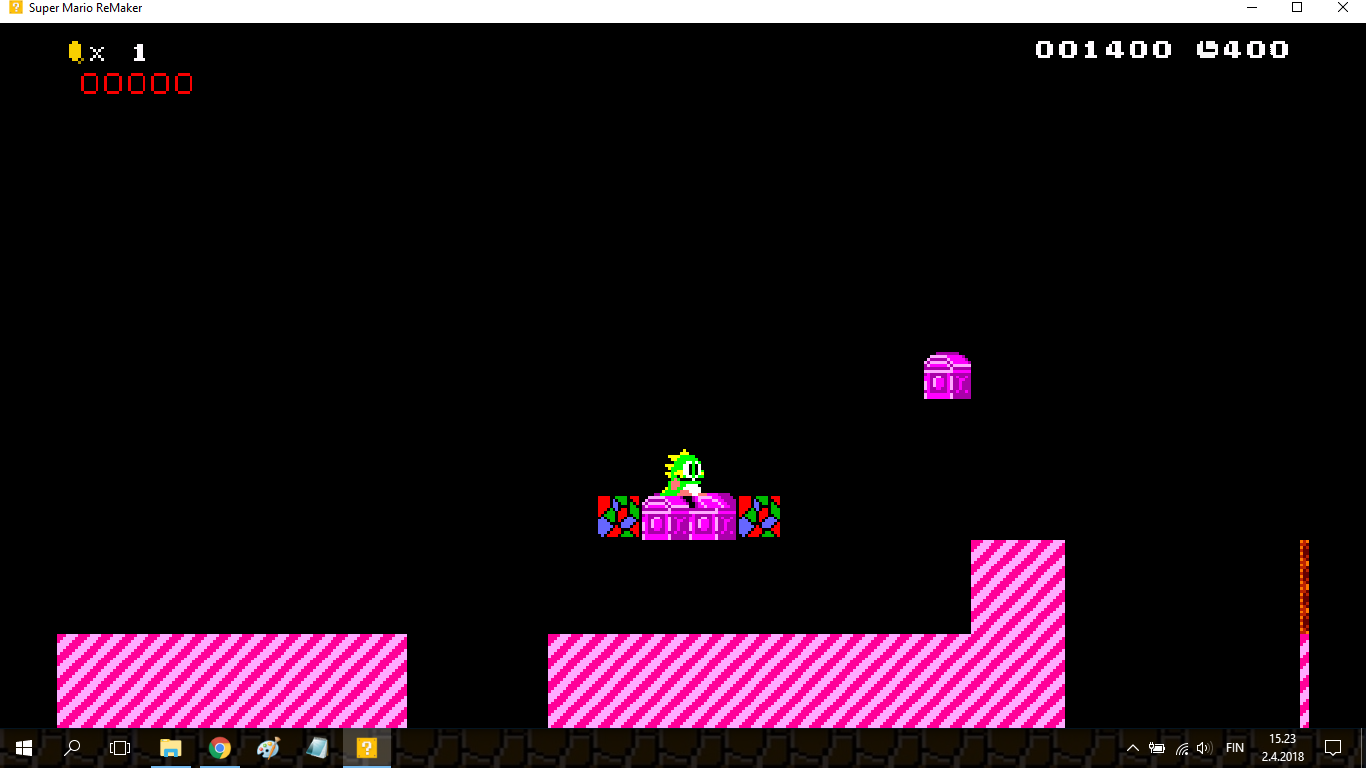 Super Mario ReMaker
x 1
001400 400
00000
FIN
15.23
2.4.2018